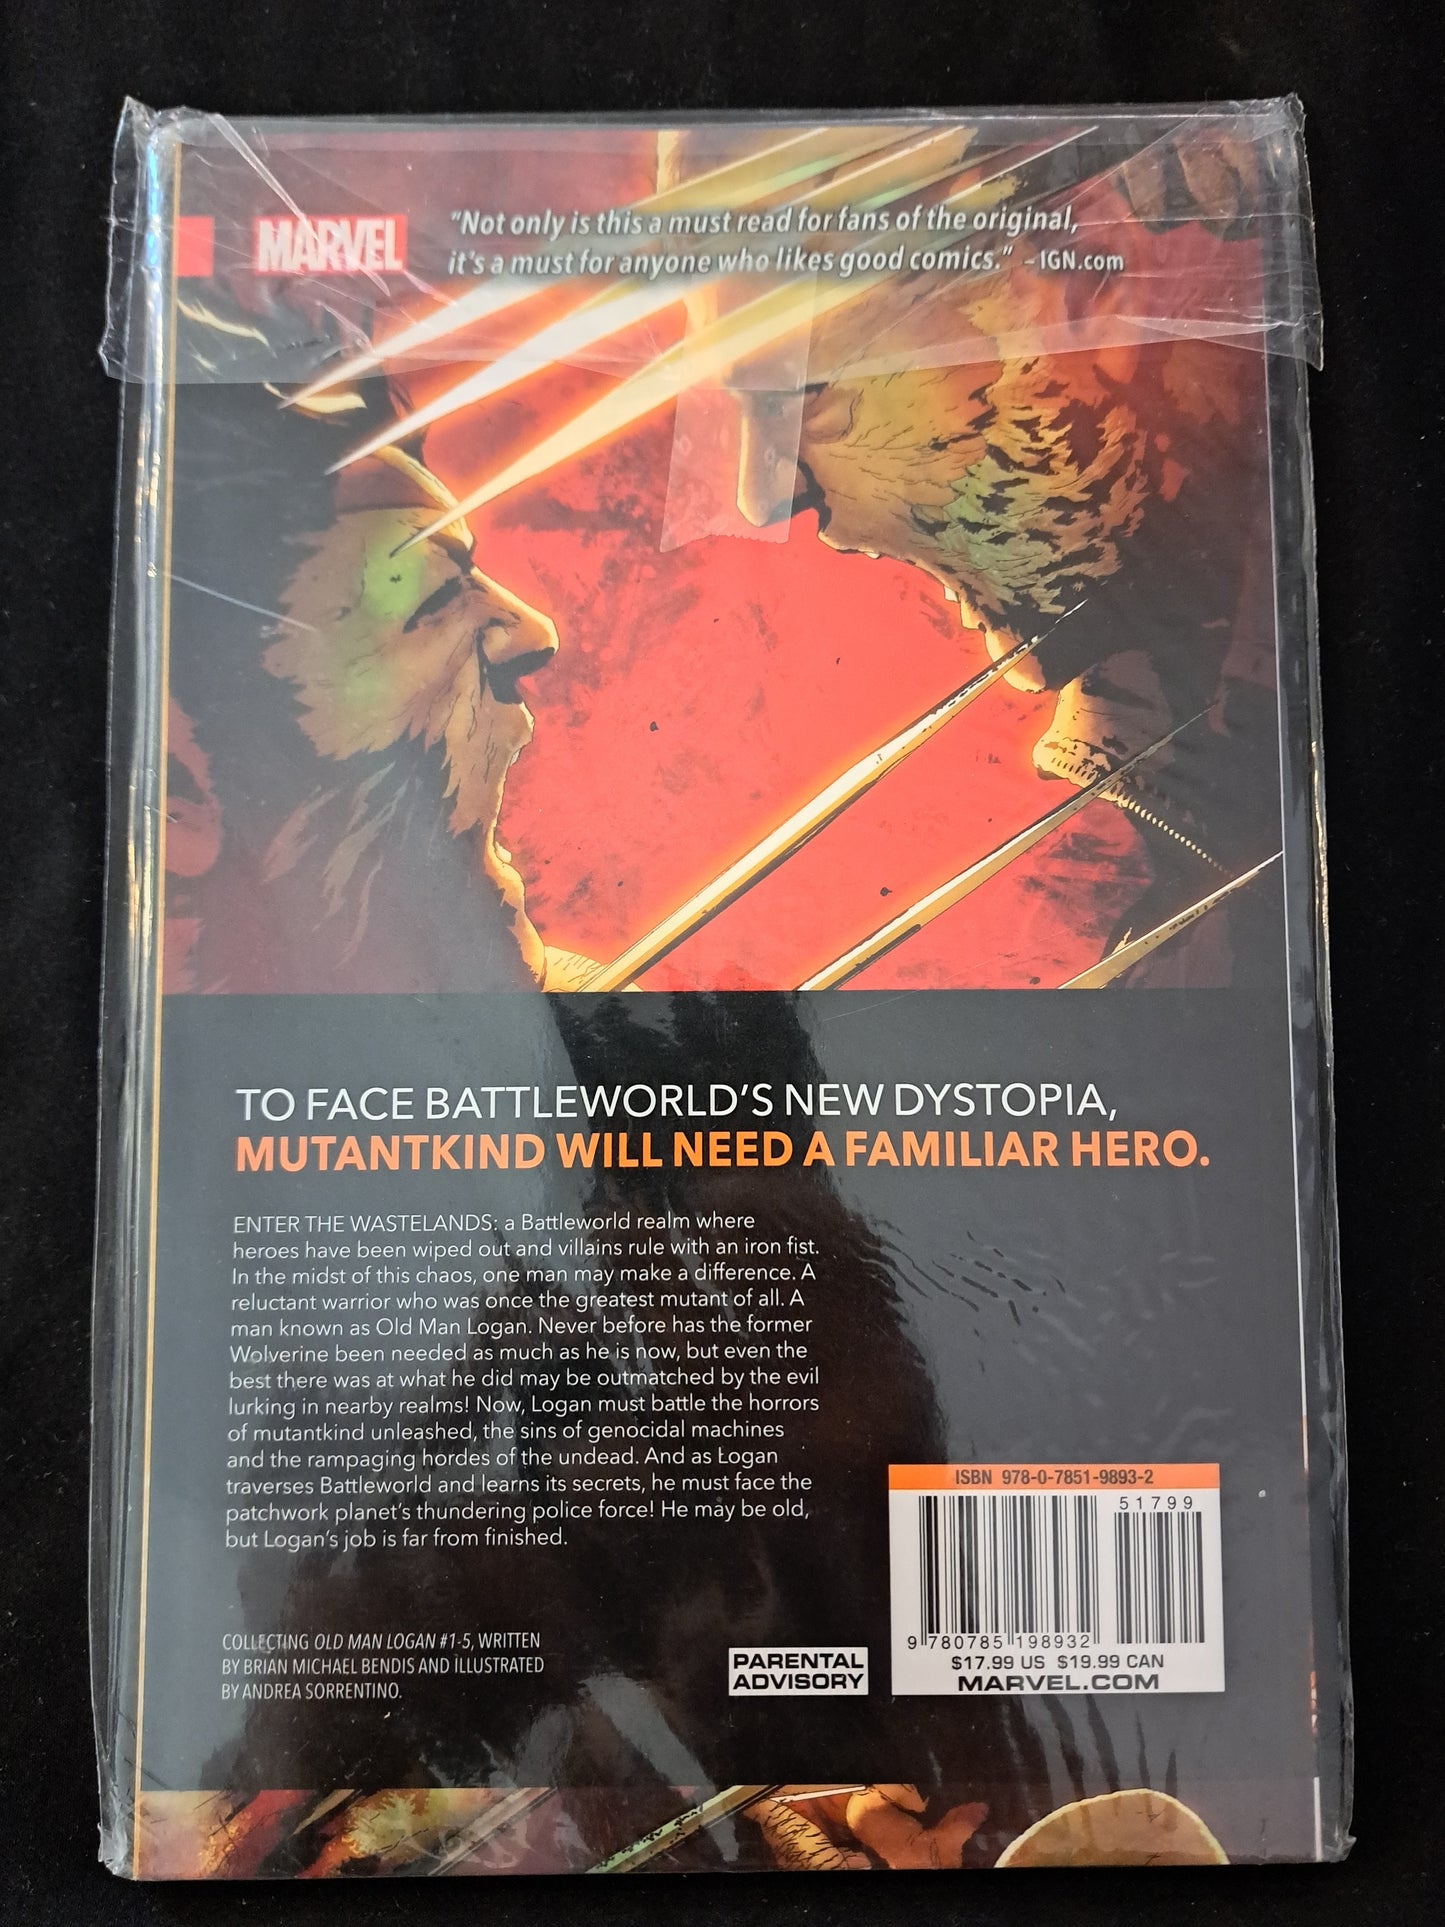 MARVEL
"Not only is this a must read for fans of the original,
it's a must for anyone who likes good comics." –IGN.com
TO FACE BATTLEWORLD'S NEW DYSTOPIA,
MUTANTKIND WILL NEED A FAMILIAR HERO.
ENTER THE WASTELANDS: a Battleworld realm where
heroes have been wiped out and villains rule with an iron fist.
In the midst of this chaos, one man may make a difference. A
reluctant warrior who was once the greatest mutant of all. A
man known as Old Man Logan. Never before has the former
Wolverine been needed as much as he is now, but even the
best there was at what he did may be outmatched by the evil
lurking in nearby realms! Now, Logan must battle the horrors
of mutantkind unleashed, the sins of genocidal machines
and the rampaging hordes of the undead. And as Logan
traverses Battleworld and learns its secrets, he must face the
patchwork planet's thundering police force! He may be old,
but Logan's job is far from finished.
COLLECTING OLD MAN LOGAN #1-5, WRITTEN
BY BRIAN MICHAEL BENDIS AND ILLUSTRATED
BY ANDREA SORRENTINO.
PARENTAL
ADVISORY
ISBN 978-0-7851-9893-2
51799
9 780785 198932
$17.99 US $19.99 CAN
MARVEL.COM